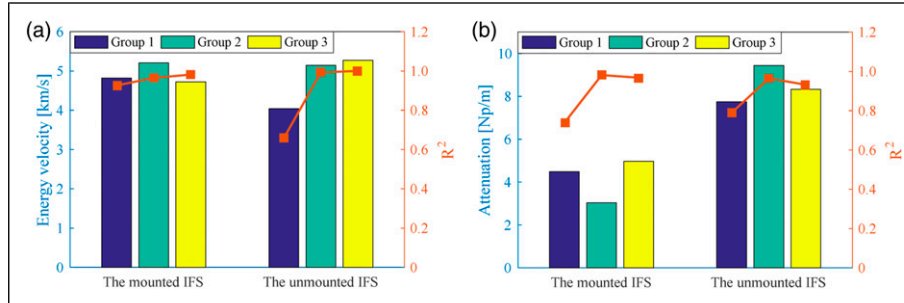 (a)
Group 1 Group 2 Group 3
Energy velocity [km/s]
6
5
4
3
2
1
0
1.2
1.0
0.8
0.6
0.4
0.2
0
R²
The mounted IFS The unmounted IFS
(b)
Group 1 Group 2 Group 3
Attenuation [Np/m]
10
8
6
4
2
0
1.2
1.0
0.8
0.6
0.4
0.2
0
R²
The mounted IFS The unmounted IFS